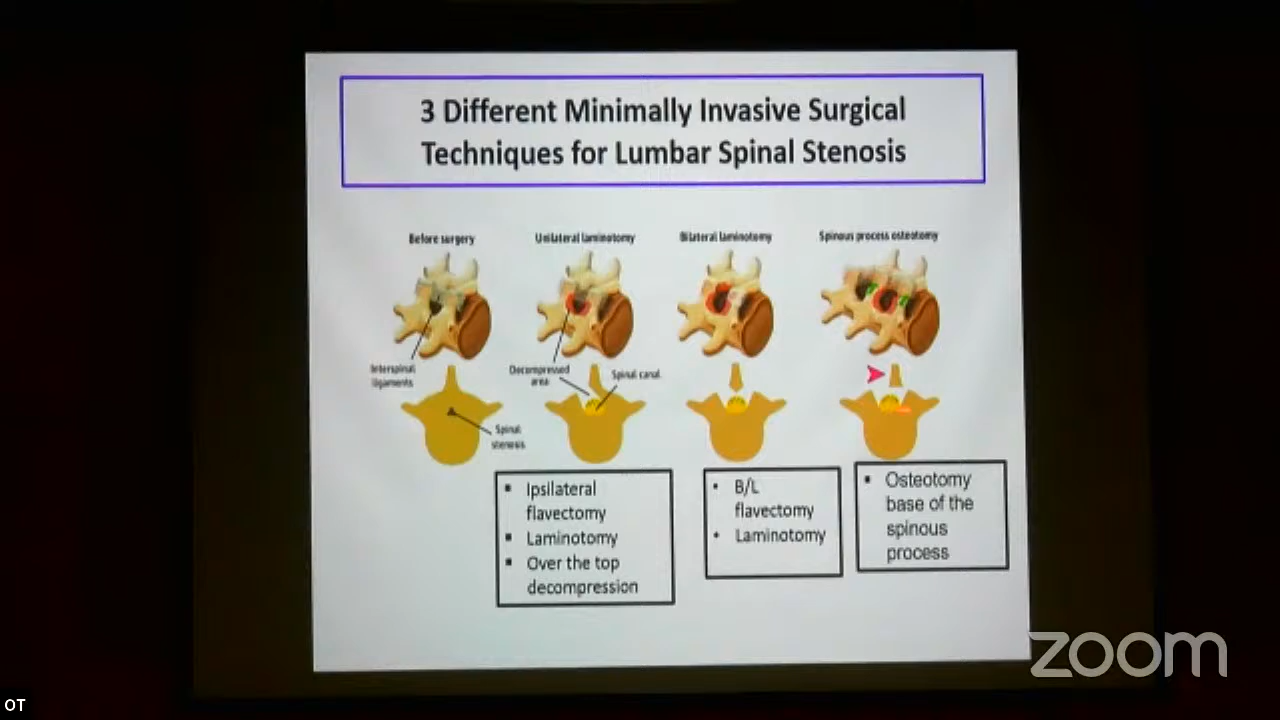 3 Different Minimally Invasive Surgical
Techniques for Lumbar Spinal Stenosis
Before surgery
Unilateral laminotomy
Bilateral laminotomy
Spinous process osteotomy
Interspinal
ligaments
Decompressed
area
Spinal canal
Spinal
stenosis
▪ Ipsilateral
flavectomy
▪ Laminotomy
▪ Over the top
decompression
• B/L
flavectomy
• Laminotomy
▪ Osteotomy
base of the
spinous
process
zoom
OT